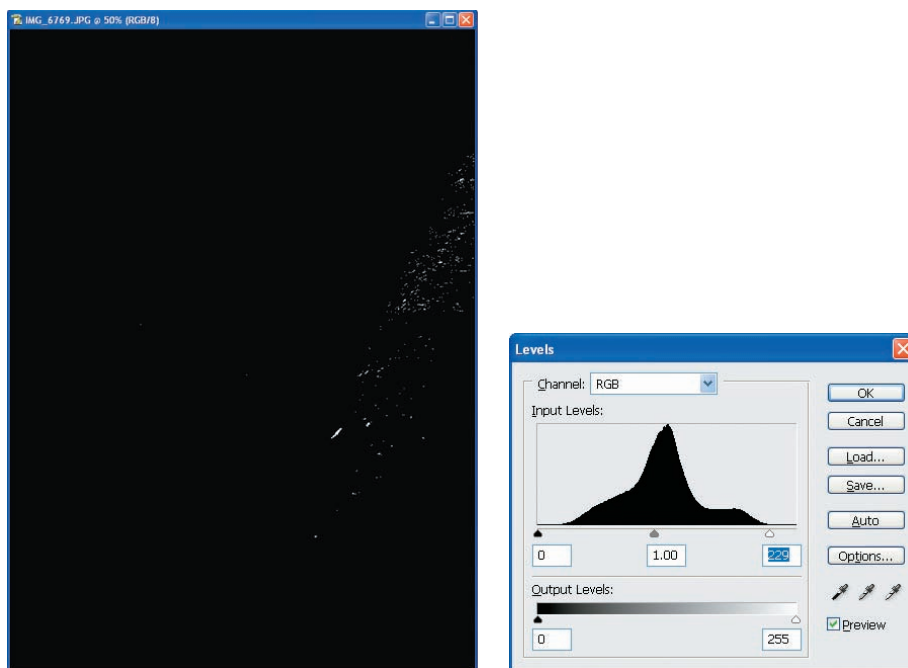 IMG_6769.JPG @ 50% (RGB/8)
Levels
Channel: RGB
OK
Input Levels:
Cancel
Load...
Save...
Auto
0 1.00 229
Options...
Output Levels:
Preview
0 255